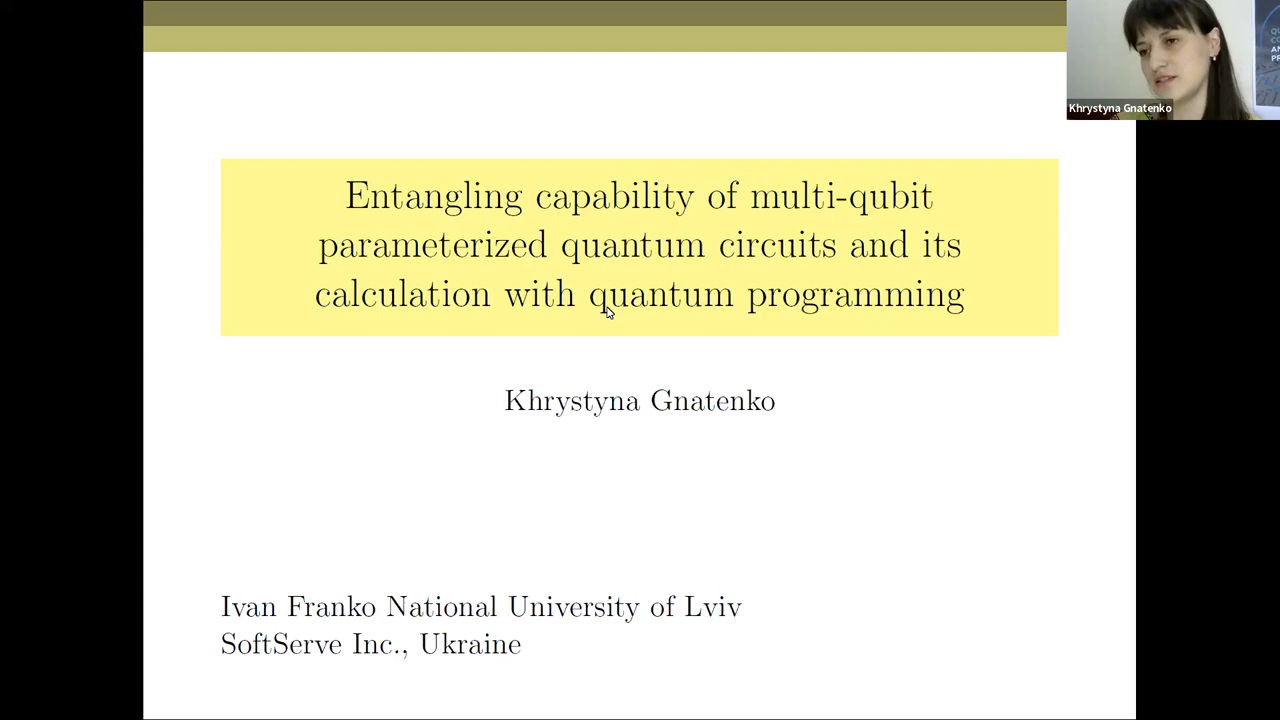 Entangling capability of multi-qubit
parameterized quantum circuits and its
calculation with quantum programming
Khrystyna Gnatenko
Ivan Franko National University of Lviv
SoftServe Inc., Ukraine
Khrystyna Gnatenko